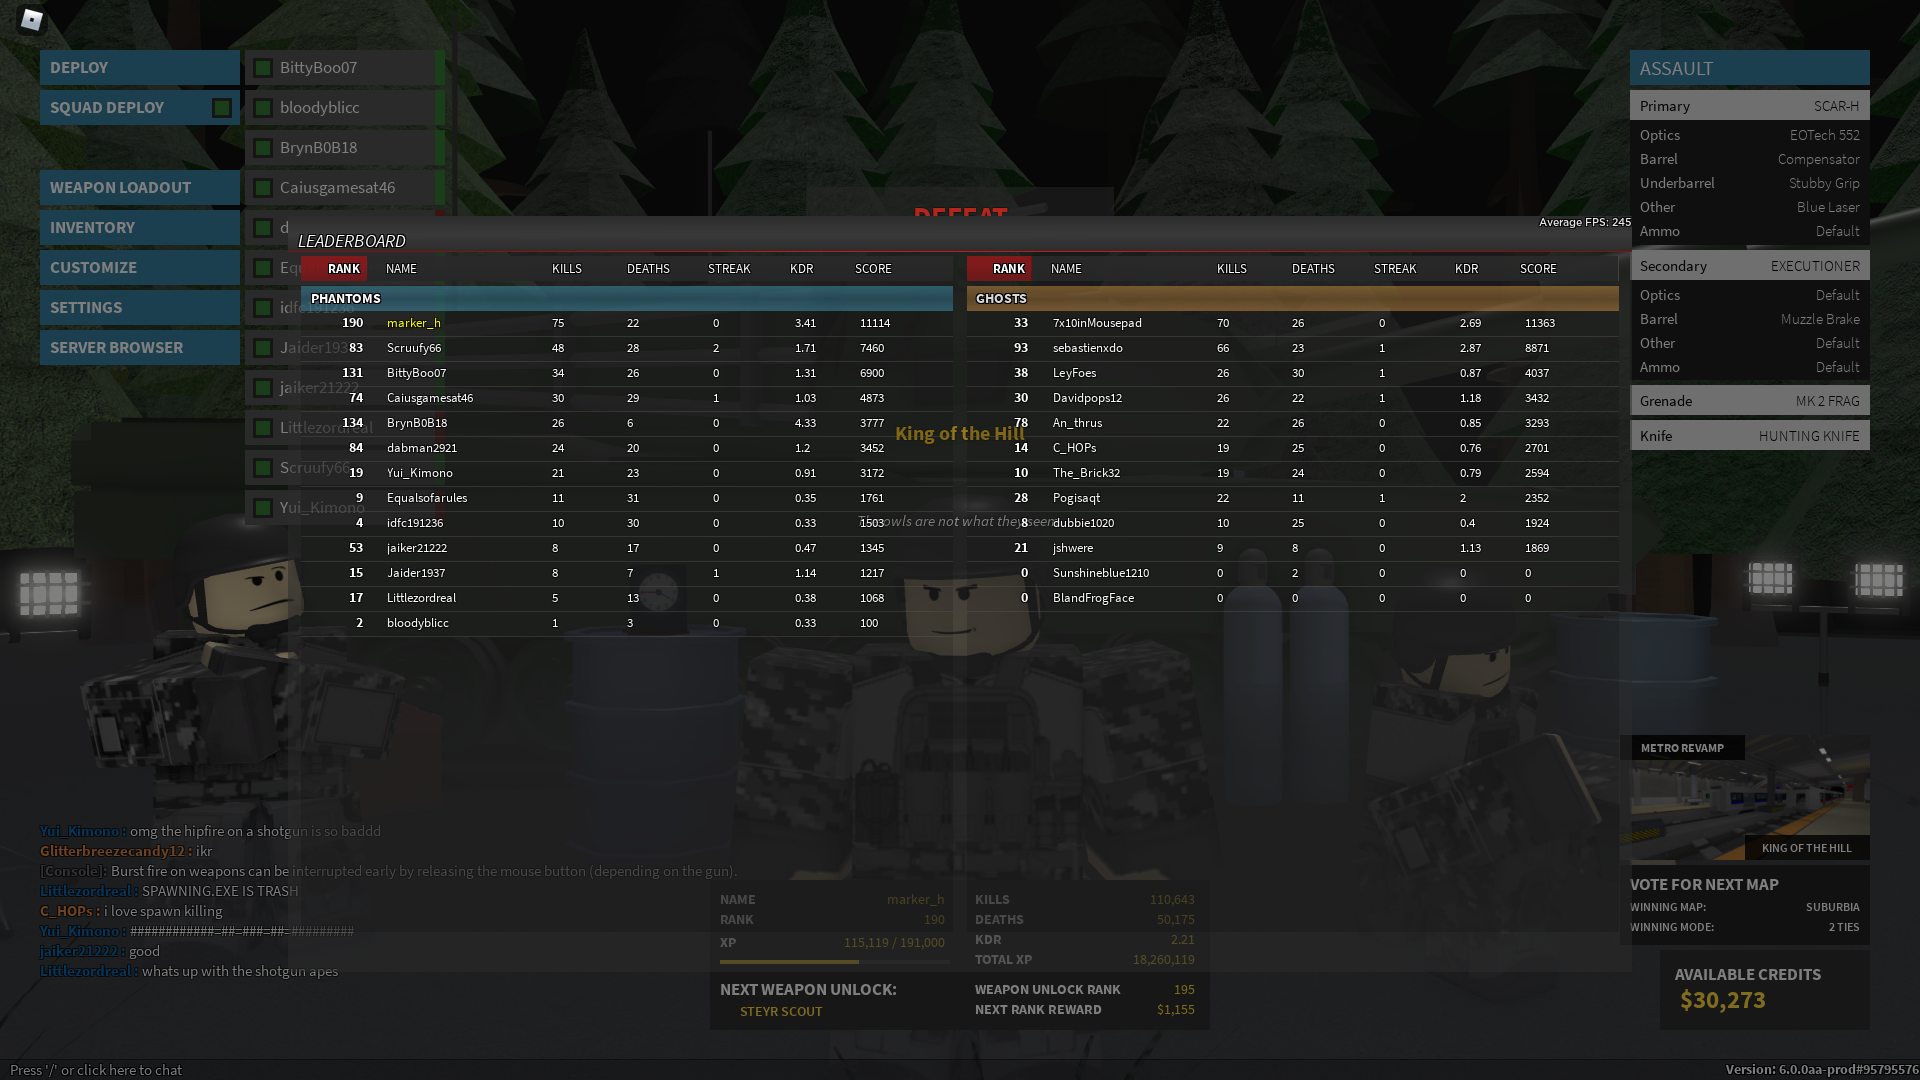 DEPLOY
SQUAD DEPLOY
WEAPON LOADOUT
INVENTORY
CUSTOMIZE
SETTINGS
SERVER BROWSER
BittyBoo07
bloodyblicc
BrynB0B18
Caiusgamesat46
d
Equ
idfc191236
Jaider193
jaiker21222
Littlezordreal
Scruufy66
Yui_Kimono
DEFEAT
Average FPS: 245
LEADERBOARD
RANK NAME KILLS DEATHS STREAK KDR SCORE
PHANTOMS
190 marker_h 75 22 0 3.41 11114
83 Scruufy66 48 28 2 1.71 7460
131 BittyBoo07 34 26 0 1.31 6900
74 Caiusgamesat46 30 29 1 1.03 4873
134 BrynB0B18 26 6 0 4.33 3777
84 dabman2921 24 20 0 1.2 3452
19 Yui_Kimono 21 23 0 0.91 3172
9 Equalsofarules 11 31 0 0.35 1761
4 idfc191236 10 30 0 0.33 1503
53 jaiker21222 8 17 0 0.47 1345
15 Jaider1937 8 7 1 1.14 1217
17 Littlezordreal 5 13 0 0.38 1068
2 bloodyblicc 1 3 0 0.33 100
RANK NAME KILLS DEATHS STREAK KDR SCORE
GHOSTS
33 7x10inMousepad 70 26 0 2.69 11363
93 sebastienxdo 66 23 1 2.87 8871
38 LeyFoes 26 30 1 0.87 4037
30 Davidpops12 26 22 1 1.18 3432
78 An_thrus 22 26 0 0.85 3293
14 C_HOPs 19 25 0 0.76 2701
10 The_Brick32 19 24 0 0.79 2594
28 Pogisaqt 22 11 1 2 2352
8 dubbie1020 10 25 0 0.4 1924
21 jshwere 9 8 0 1.13 1869
0 Sunshineblue1210 0 2 0 0 0
0 BlandFrogFace 0 0 0 0 0
King of the Hill
The owls are not what they seem
ASSAULT
Primary SCAR-H
Optics EOTech 552
Barrel Compensator
Underbarrel Stubby Grip
Other Blue Laser
Ammo Default
Secondary EXECUTIONER
Optics Default
Barrel Muzzle Brake
Other Default
Ammo Default
Grenade MK 2 FRAG
Knife HUNTING KNIFE
METRO REVAMP
KING OF THE HILL
VOTE FOR NEXT MAP
WINNING MAP: SUBURBIA
WINNING MODE: 2 TIES
AVAILABLE CREDITS
$30,273
Yui_Kimono : omg the hipfire on a shotgun is so baddd
Glitterbreezecandy12 : ikr
[Console]: Burst fire on weapons can be interrupted early by releasing the mouse button (depending on the gun).
Littlezordreal : SPAWNING.EXE IS TRASH
C_HOPs : i love spawn killing
Yui_Kimono : ############=##=###=##=#########
jaiker21222 : good
Littlezordreal : whats up with the shotgun apes
NAME marker_h
RANK 190
XP 115,119 / 191,000
NEXT WEAPON UNLOCK:
STEYR SCOUT
KILLS 110,643
DEATHS 50,175
KDR 2.21
TOTAL XP 18,260,119
WEAPON UNLOCK RANK 195
NEXT RANK REWARD $1,155
Press '/' or click here to chat
Version: 6.0.0aa-prod#95795576